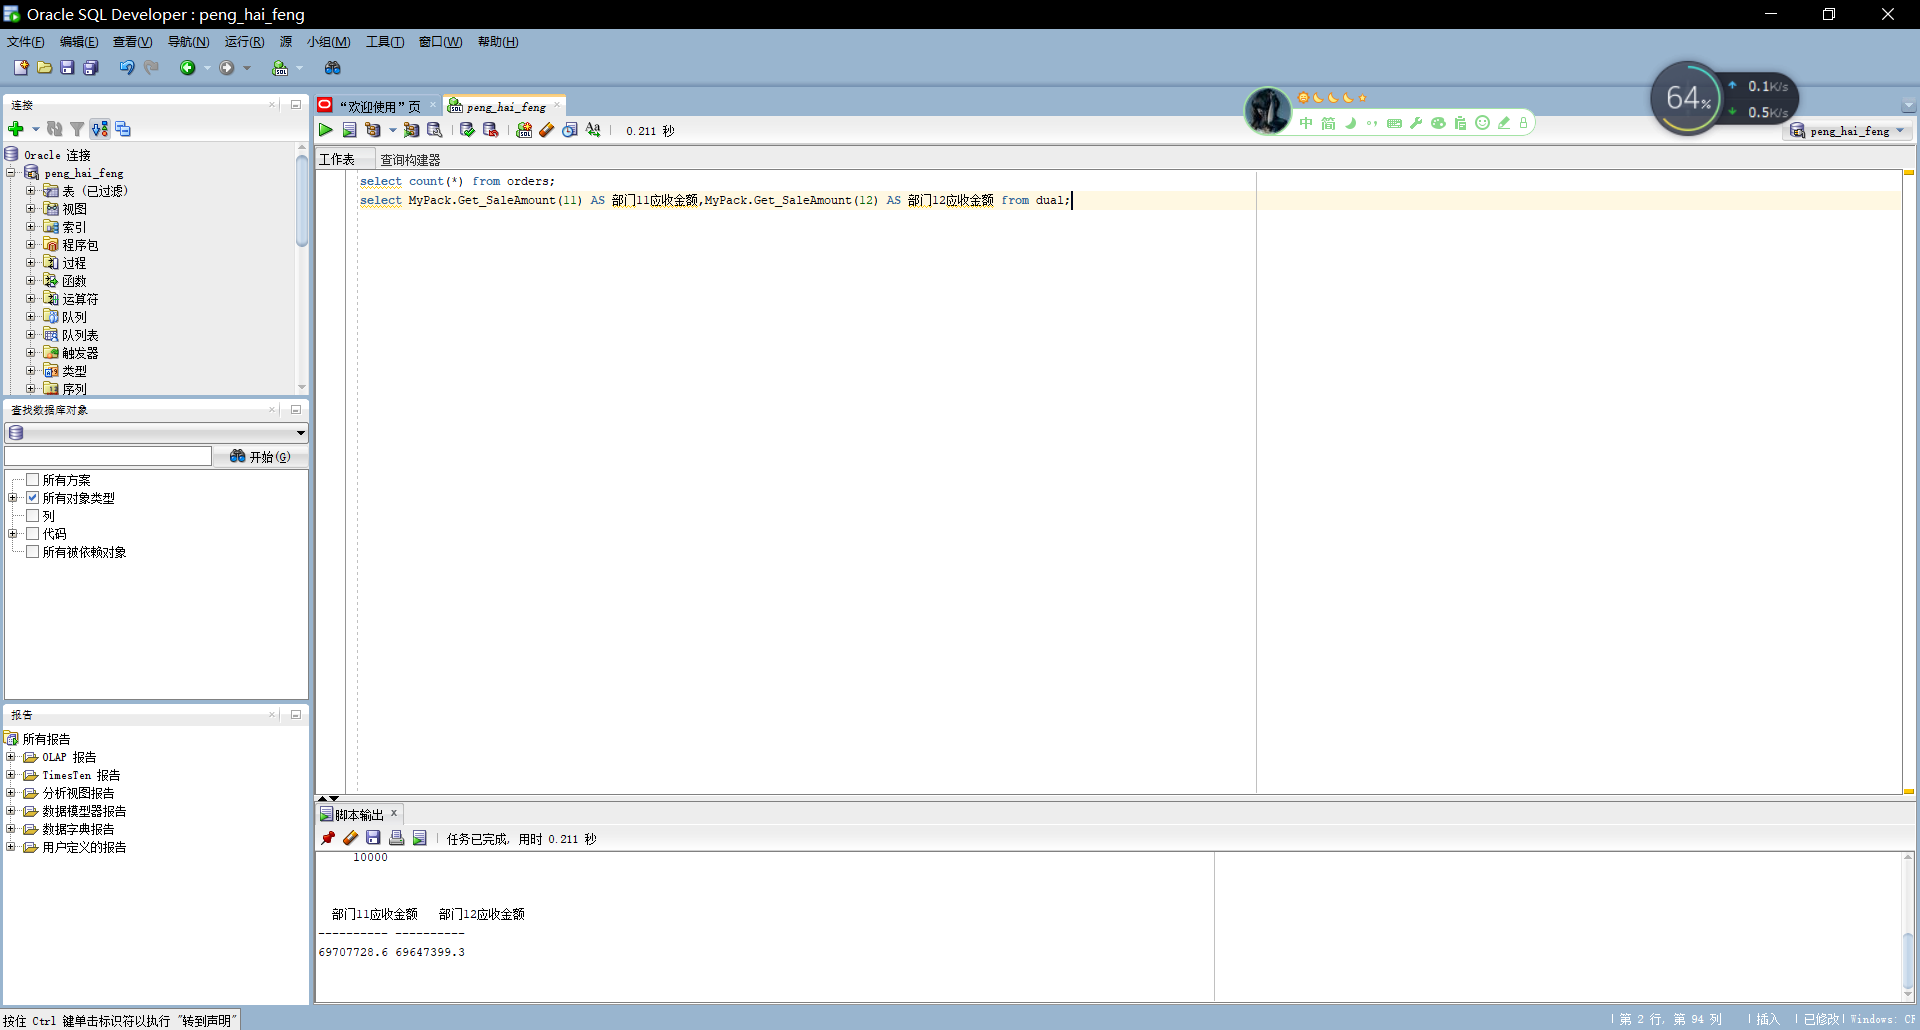 Oracle SQL Developer : peng_hai_feng
文件(F) 编辑(E) 查看(V) 导航(N) 运行(R) 源 小组(M) 工具(T) 窗口(W) 帮助(H)
64%
0.1K/s
0.5K/s
中 简
连接
“欢迎使用”页
peng_hai_feng
0.211 秒
peng_hai_feng
工作表
查询构建器
Oracle 连接
peng_hai_feng
表 (已过滤)
视图
索引
程序包
过程
函数
运算符
队列
队列表
触发器
类型
序列
select count(*) from orders;
select MyPack.Get_SaleAmount(11) AS 部门11应收金额,MyPack.Get_SaleAmount(12) AS 部门12应收金额 from dual;
查找数据库对象
开始(G)
所有方案
所有对象类型
列
代码
所有被依赖对象
报告
所有报告
OLAP 报告
TimesTen 报告
分析视图报告
数据模型器报告
数据字典报告
用户定义的报告
脚本输出
任务已完成, 用时 0.211 秒
10000
部门11应收金额 部门12应收金额
---------- ----------
69707728.6 69647399.3
按住 Ctrl 键单击标识符以执行 "转到声明"
第 2 行, 第 94 列
插入
已修改
Windows: CF